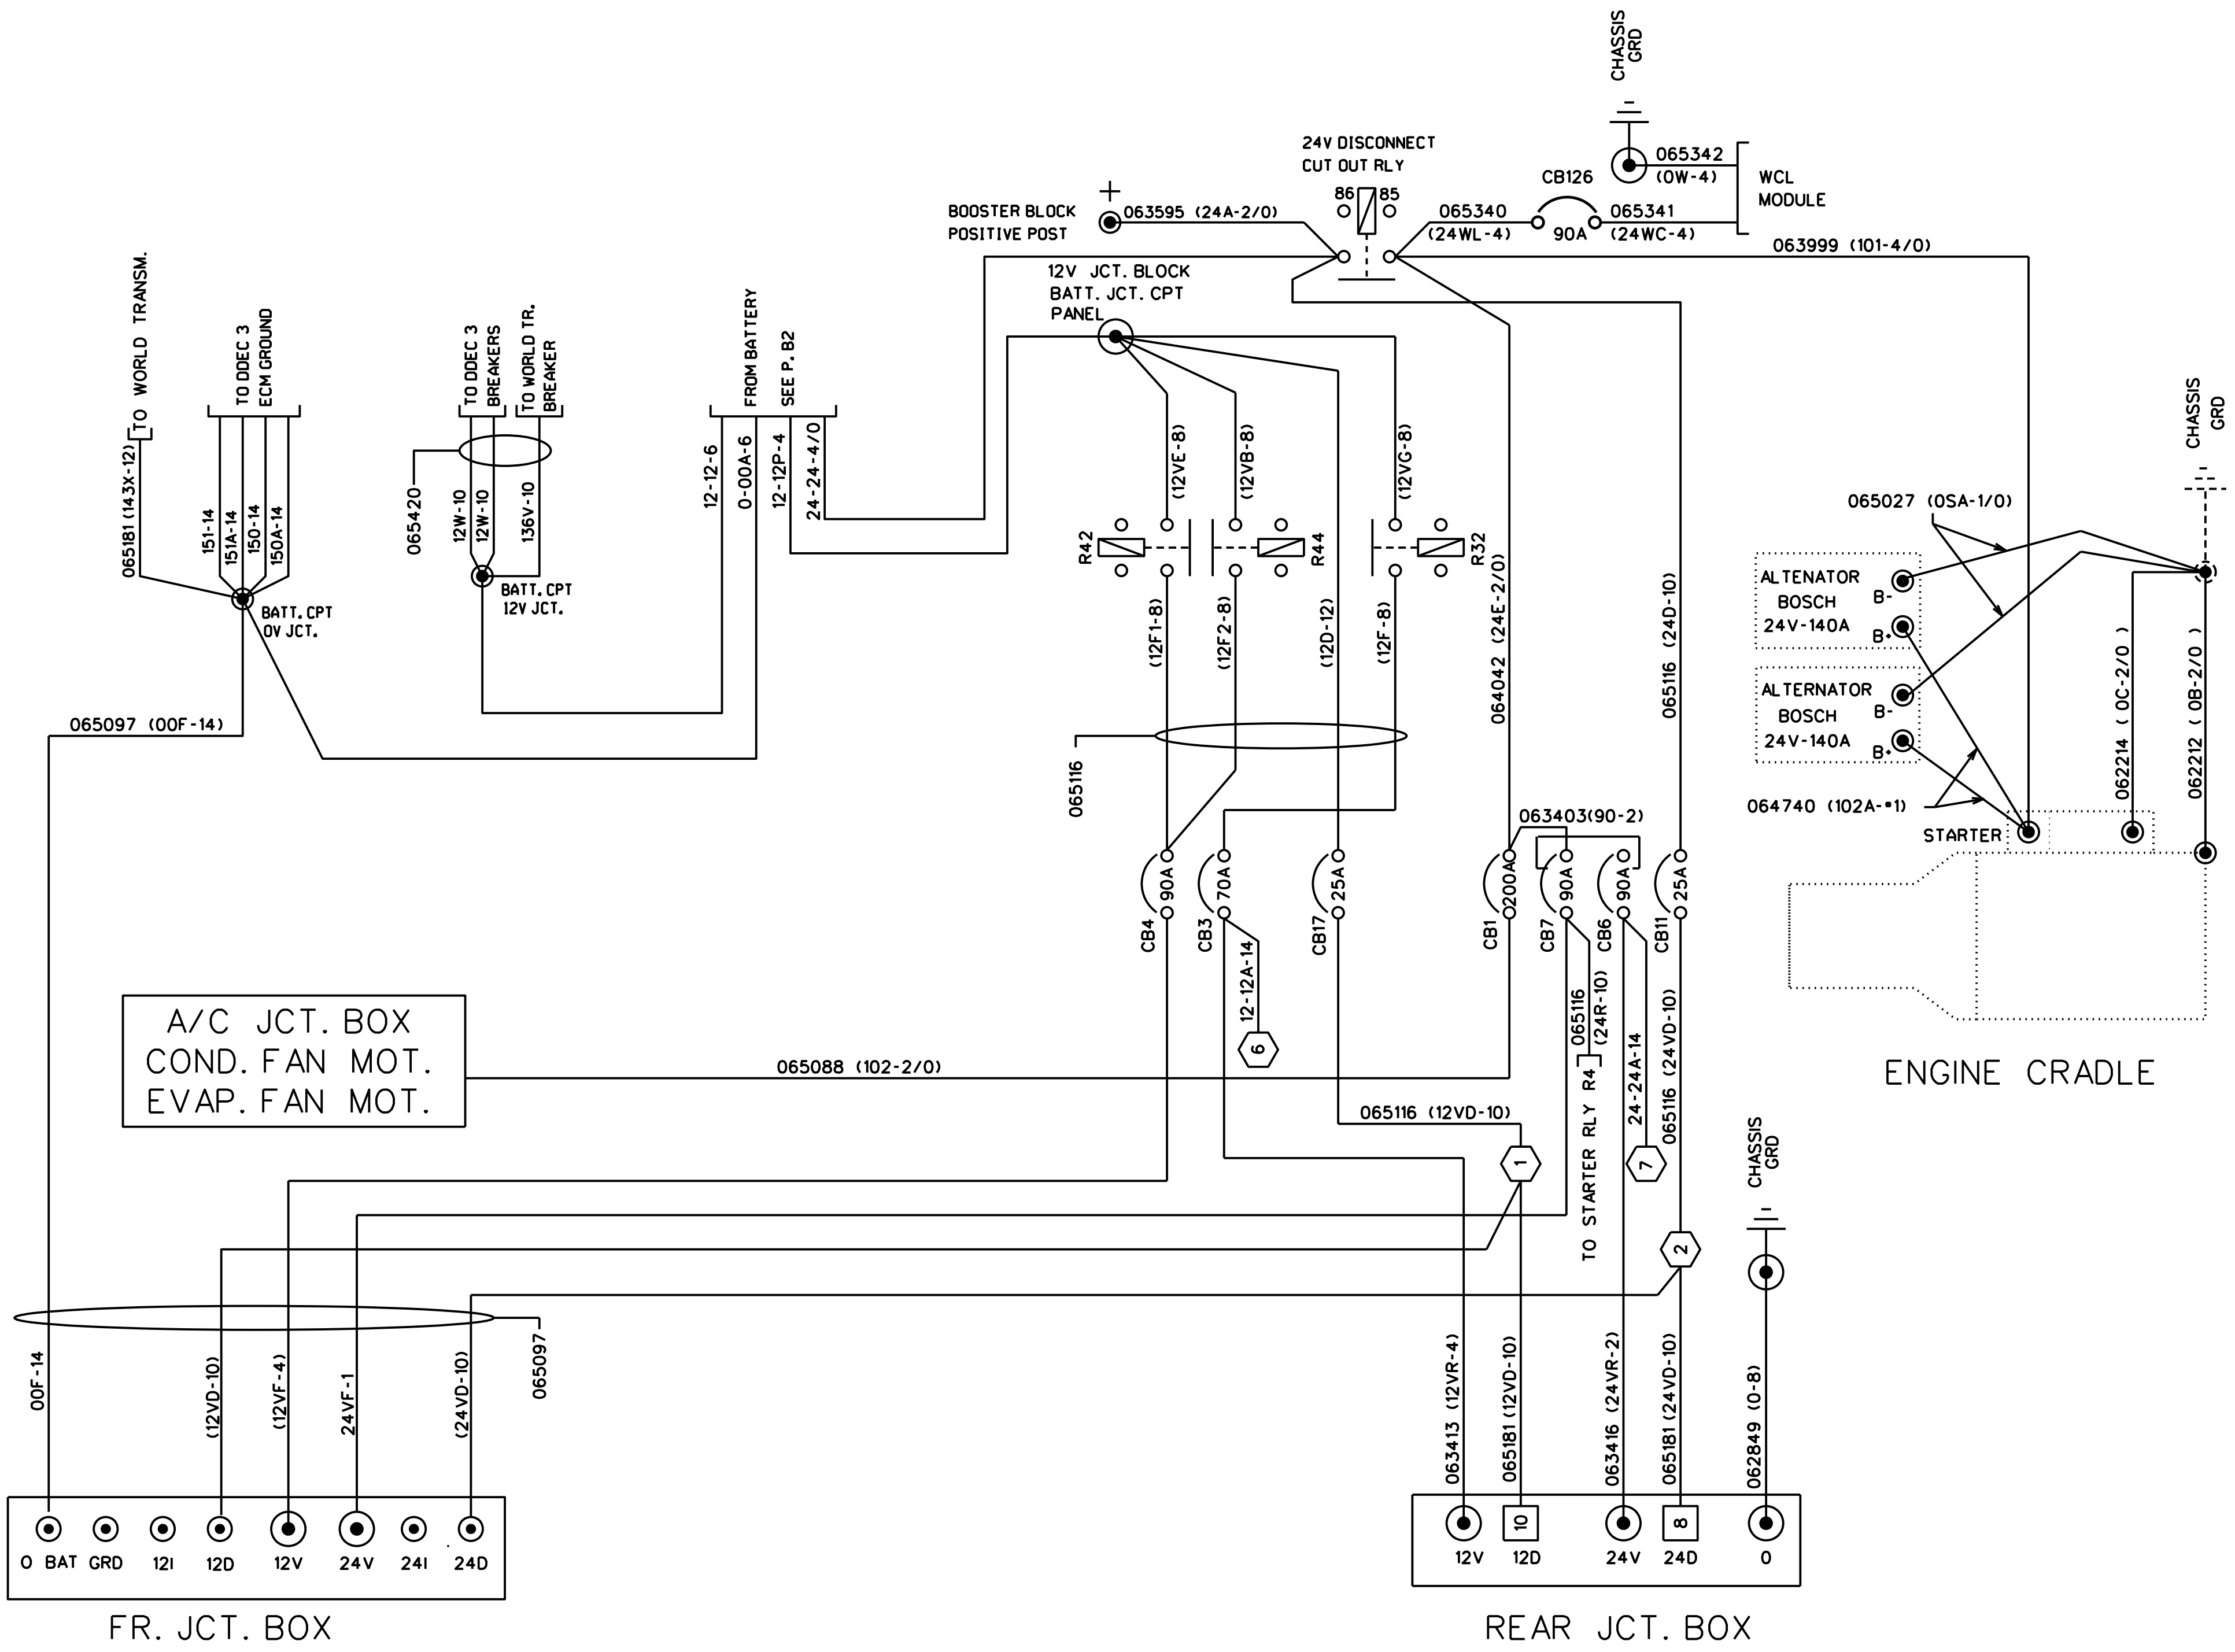 CHASSIS
GRD
24V DISCONNECT
CUT OUT RLY
86
85
065342
(0W-4)
WCL
MODULE
CB126
90A
065340
(24WL-4)
065341
(24WC-4)
BOOSTER BLOCK
POSITIVE POST
+
063595 (24A-2/0)
063999 (101-4/0)
12V JCT. BLOCK
BATT. JCT. CPT
PANEL
TO WORLD TRANSM.
065181 (143X-12)
TO DDEC 3
ECM GROUND
151-14
151A-14
150-14
150A-14
BATT. CPT
0V JCT.
TO DDEC 3
BREAKERS
TO WORLD TR.
BREAKER
065420
12W-10
12W-10
136V-10
BATT. CPT
12V JCT.
FROM BATTERY
SEE P. B2
12-12-6
0-00A-6
12-12P-4
24-24-4/0
(12VE-8)
(12VB-8)
(12VG-8)
R42
R44
R32
(12F1-8)
(12F2-8)
(12D-12)
(12F-8)
064042 (24E-2/0)
065116 (24D-10)
065116
065097 (00F-14)
CHASSIS
GRD
065027 (0SA-1/0)
ALTENATOR
BOSCH
24V-140A
B-
B+
ALTERNATOR
BOSCH
24V-140A
B-
B+
064740 (102A-*1)
STARTER
062214 ( 0C-2/0 )
062212 ( 0B-2/0 )
ENGINE CRADLE
063403(90-2)
90A
CB4
70A
CB3
25A
CB17
200A
CB1
90A
CB7
90A
CB6
25A
CB11
12-12A-14
6
065116
(24R-10)
TO STARTER RLY R4
24-24A-14
7
065116 (24VD-10)
A/C JCT. BOX
COND. FAN MOT.
EVAP. FAN MOT.
065088 (102-2/0)
065116 (12VD-10)
1
2
CHASSIS
GRD
065097
00F-14
(12VD-10)
(12VF-4)
24VF-1
(24VD-10)
063413 (12VR-4)
065181 (12VD-10)
063416 (24VR-2)
065181 (24VD-10)
062849 (0-8)
0 BAT
GRD
12I
12D
12V
24V
24I
24D
FR. JCT. BOX
10
8
12V
12D
24V
24D
0
REAR JCT. BOX